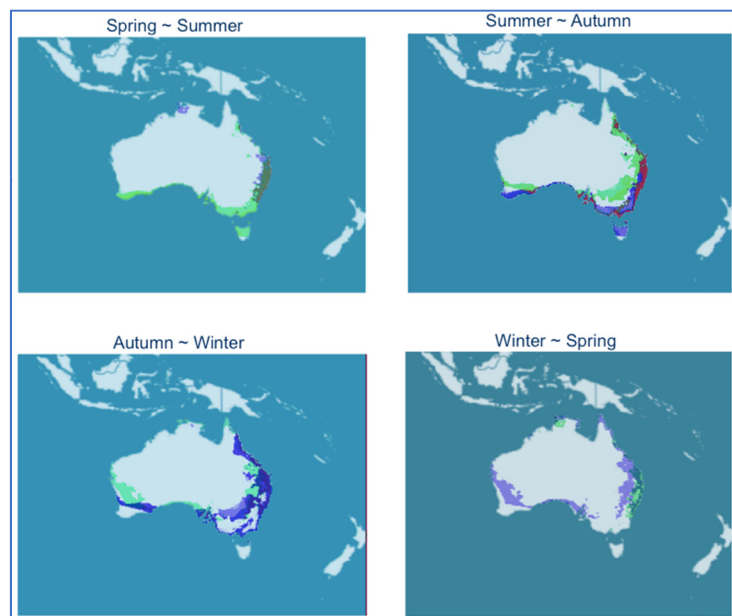 Spring ~ Summer
Summer ~ Autumn
Autumn ~ Winter
Winter ~ Spring